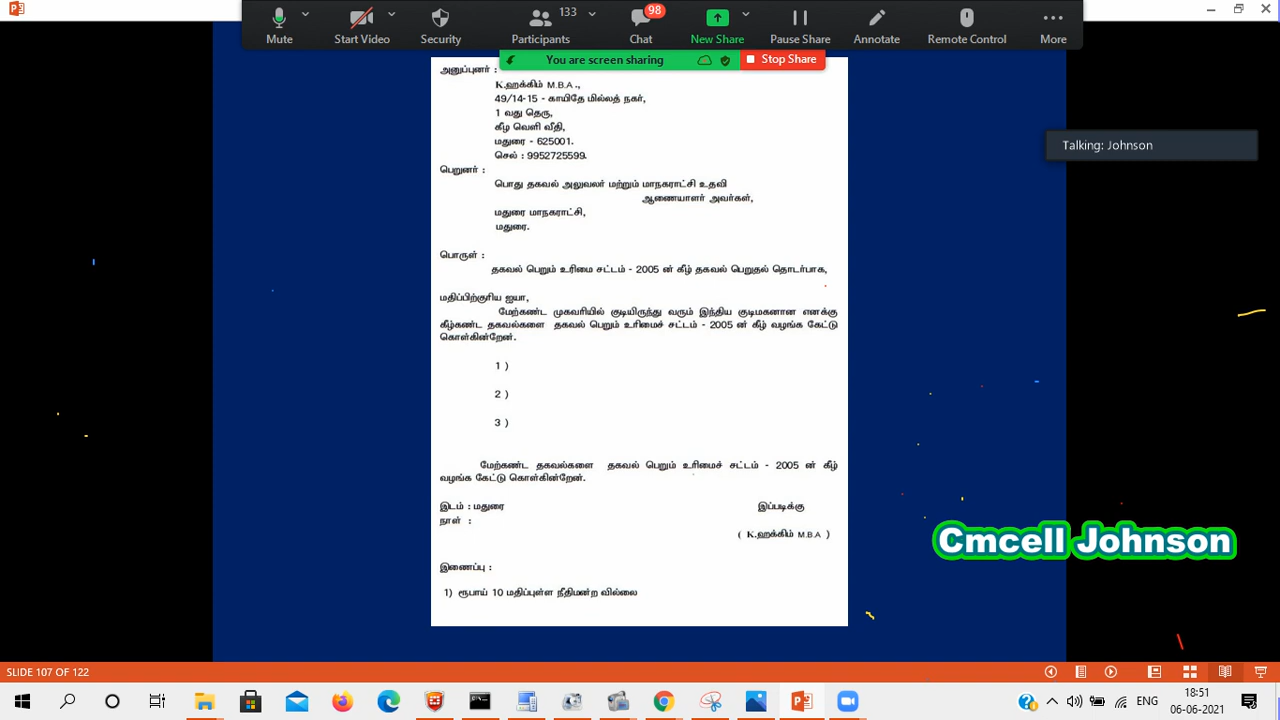 98
133
Mute
Start Video
Security
Participants
Chat
New Share
Pause Share
Annotate
Remote Control
More
You are screen sharing
Stop Share
Talking: Johnson
அனுப்புனர் :
K.ஹக்கிம் M.B.A.,
49/14-15 - காயிதே மில்லத் நகர்,
1 வது தெரு,
கீழ வெளி வீதி,
மதுரை - 625001.
செல் : 9952725599.
பெறுனர் :
பொது தகவல் அலுவலர் மற்றும் மாநகராட்சி உதவி
ஆணையாளர் அவர்கள்,
மதுரை மாநகராட்சி,
மதுரை.
பொருள் :
தகவல் பெறும் உரிமை சட்டம் - 2005 ன் கீழ் தகவல் பெறுதல் தொடர்பாக,
மதிப்பிற்குரிய ஐயா,
மேற்கண்ட முகவரியில் குடியிருந்து வரும் இந்திய குடிமகனான எனக்கு
கீழ்கண்ட தகவல்களை தகவல் பெறும் உரிமைச் சட்டம் - 2005 ன் கீழ் வழங்க கேட்டு
கொள்கின்றேன்.
1 )
2 )
3 )
மேற்கண்ட தகவல்களை தகவல் பெறும் உரிமைச் சட்டம் - 2005 ன் கீழ்
வழங்க கேட்டு கொள்கின்றேன்.
இடம் : மதுரை இப்படிக்கு
நாள் :
( K.ஹக்கிம் M.B.A )
இணைப்பு :
1) ரூபாய் 10 மதிப்புள்ள நீதிமன்ற வில்லை
Cmcell Johnson
SLIDE 107 OF 122
ENG
18:51
06-06-2021